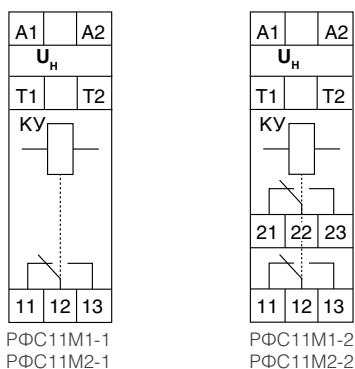 A1 A2
Uн
T1 T2
КУ
11 12 13
РФС11М1-1
РФС11М2-1
A1 A2
Uн
T1 T2
КУ
21 22 23
11 12 13
РФС11М1-2
РФС11М2-2